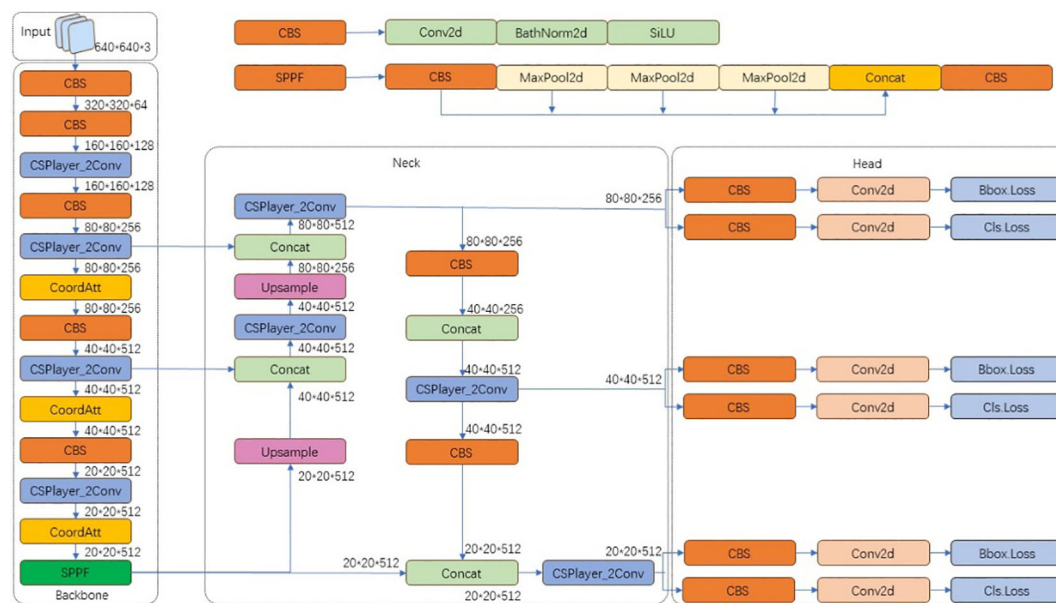 Input
640*640*3
CBS
320*320*64
CBS
160*160*128
CSPlayer_2Conv
160*160*128
CBS
80*80*256
CSPlayer_2Conv
80*80*256
CoordAtt
80*80*256
CBS
40*40*512
CSPlayer_2Conv
40*40*512
CoordAtt
40*40*512
CBS
20*20*512
CSPlayer_2Conv
20*20*512
CoordAtt
20*20*512
SPPF
Backbone
CBS Conv2d BathNorm2d SiLU
SPPF CBS MaxPool2d MaxPool2d MaxPool2d Concat CBS
Neck
CSPlayer_2Conv
80*80*512
Concat
80*80*256
Upsample
40*40*512
CSPlayer_2Conv
40*40*512
Concat
40*40*512
Upsample
20*20*512
80*80*256
CBS
40*40*256
Concat
40*40*512
CSPlayer_2Conv
40*40*512
CBS
20*20*512
20*20*512
Concat
CSPlayer_2Conv
20*20*512
80*80*256
40*40*512
20*20*512
Head
CBS Conv2d Bbox.Loss
CBS Conv2d Cls.Loss
CBS Conv2d Bbox.Loss
CBS Conv2d Cls.Loss
CBS Conv2d Bbox.Loss
CBS Conv2d Cls.Loss